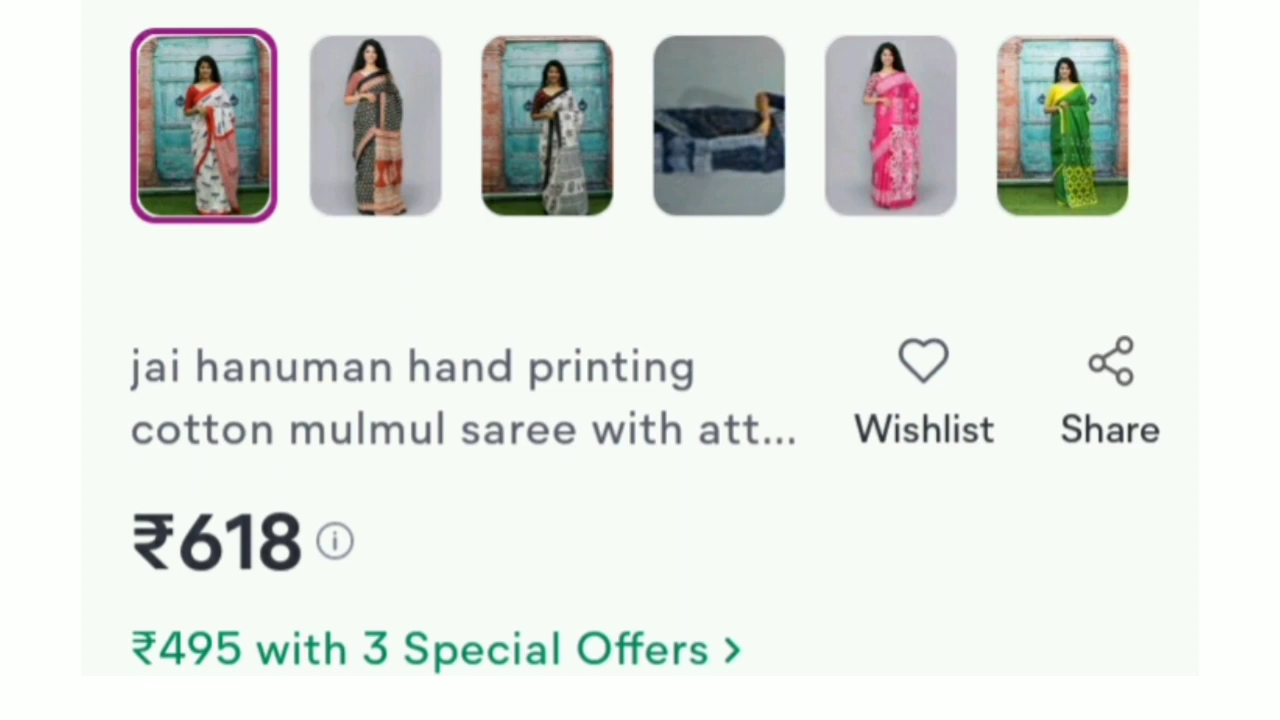 jai hanuman hand printing
cotton mulmul saree with att...
Wishlist
Share
₹618
₹495 with 3 Special Offers >